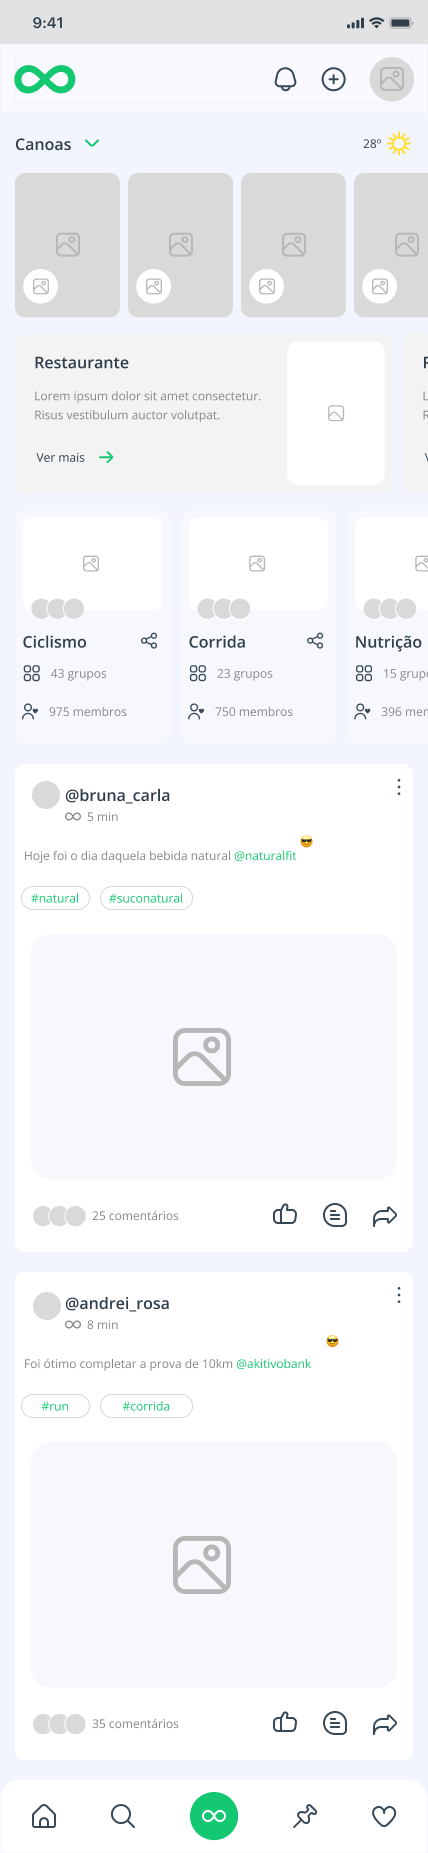 9:41
Canoas
28°
Restaurante
Lorem ipsum dolor sit amet consectetur.
Risus vestibulum auctor volutpat.
Ver mais
Ciclismo
43 grupos
975 membros
Corrida
23 grupos
750 membros
Nutrição
15 grup
396 mem
@bruna_carla
5 min
Hoje foi o dia daquela bebida natural @naturalfit 😎
#natural #suconatural
25 comentários
@andrei_rosa
8 min
Foi ótimo completar a prova de 10km @akitivobank 😎
#run #corrida
35 comentários